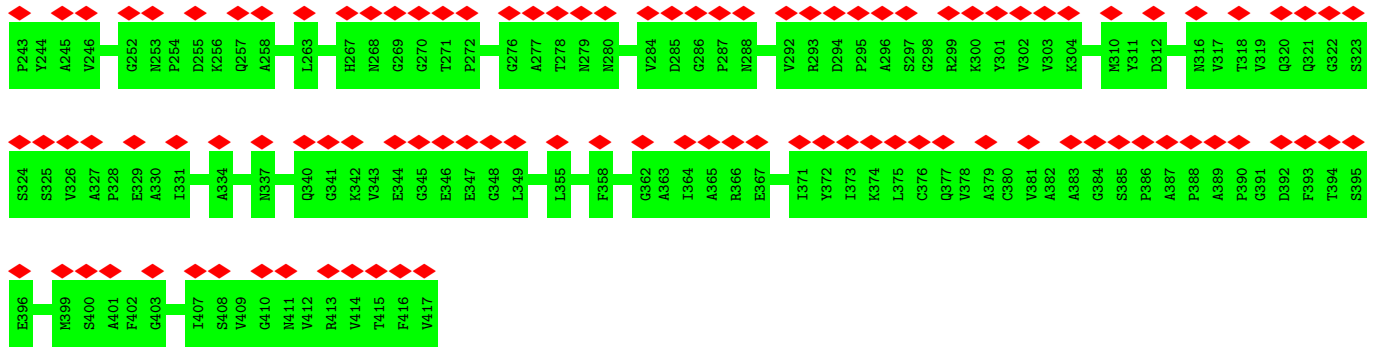 P243 Y244 A245 V246 G252 N253 P254 D255 K256 Q257 A258 L263 H267 N268 G269 G270 T271 P272 G276 A277 T278 N279 N280 V284 D285 G286 P287 N288 V292 R293 D294 P295 A296 S297 G298 R299 K300 Y301 V302 V303 K304 M310 Y311 D312 N316 V317 T318 V319 Q320 Q321 G322 S323
S324 S325 V326 A327 P328 E329 A330 I331 A334 N337 Q340 G341 K342 V343 E344 G345 E346 E347 G348 L349 L355 F358 G362 A363 I364 A365 R366 E367 I371 Y372 I373 K374 L375 C376 Q377 V378 A379 C380 V381 A382 A383 G384 S385 P386 A387 P388 A389 P390 G391 D392 F393 T394 S395
E396 M399 S400 A401 F402 G403 I407 S408 V409 G410 N411 V412 R413 V414 T415 F416 V417